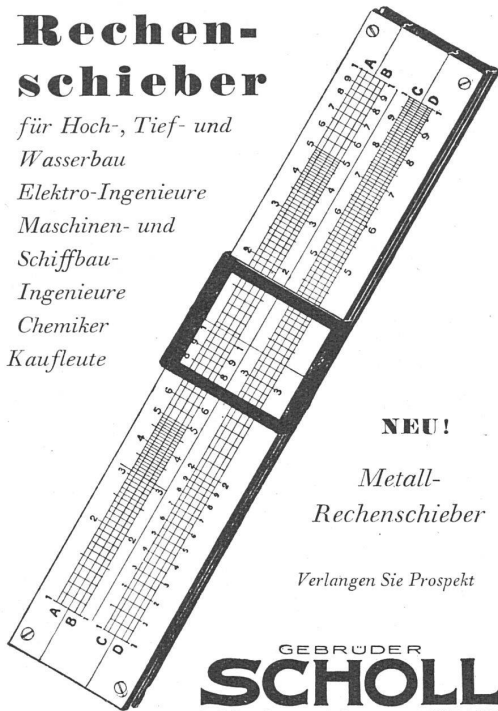 Rechen-
schieber
für Hoch-, Tief- und
Wasserbau
Elektro-Ingenieure
Maschinen- und
Schiffbau-
Ingenieure
Chemiker
Kaufleute
NEU!
Metall-
Rechenschieber
Verlangen Sie Prospekt
GEBRÜDER
SCHOLL
A
B
C
D
A
B
C
D